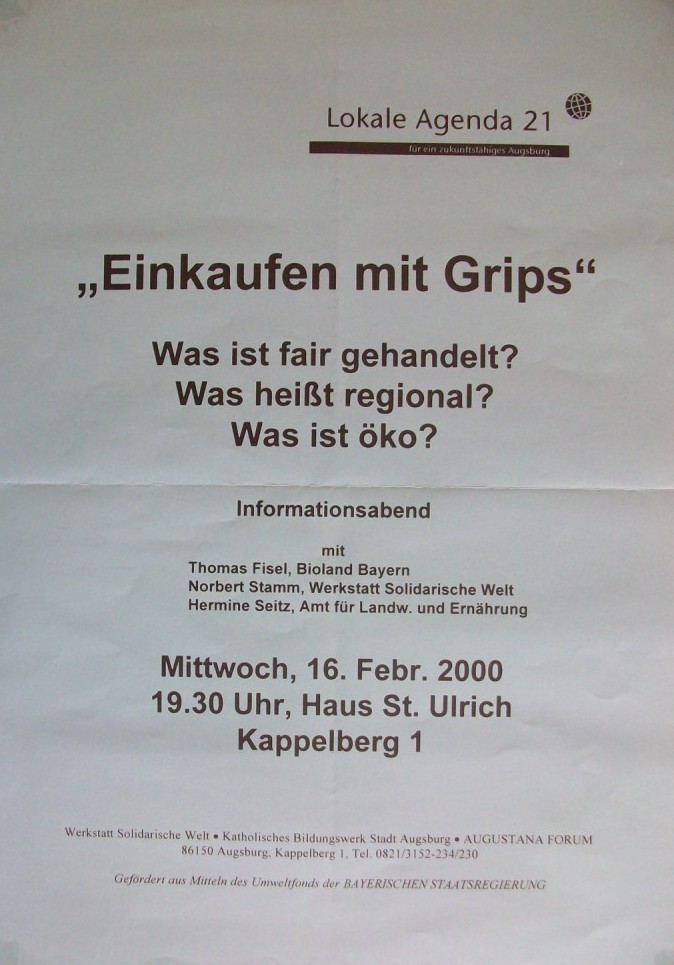 Lokale Agenda 21
für ein zukunftsfähiges Augsburg
„Einkaufen mit Grips“
Was ist fair gehandelt?
Was heißt regional?
Was ist öko?
Informationsabend
mit
Thomas Fisel, Bioland Bayern
Norbert Stamm, Werkstatt Solidarische Welt
Hermine Seitz, Amt für Landw. und Ernährung
Mittwoch, 16. Febr. 2000
19.30 Uhr, Haus St. Ulrich
Kappelberg 1
Werkstatt Solidarische Welt • Katholisches Bildungswerk Stadt Augsburg • AUGUSTANA FORUM
86150 Augsburg, Kappelberg 1, Tel. 0821/3152-234/230
Gefördert aus Mitteln des Umweltfonds der BAYERISCHEN STAATSREGIERUNG